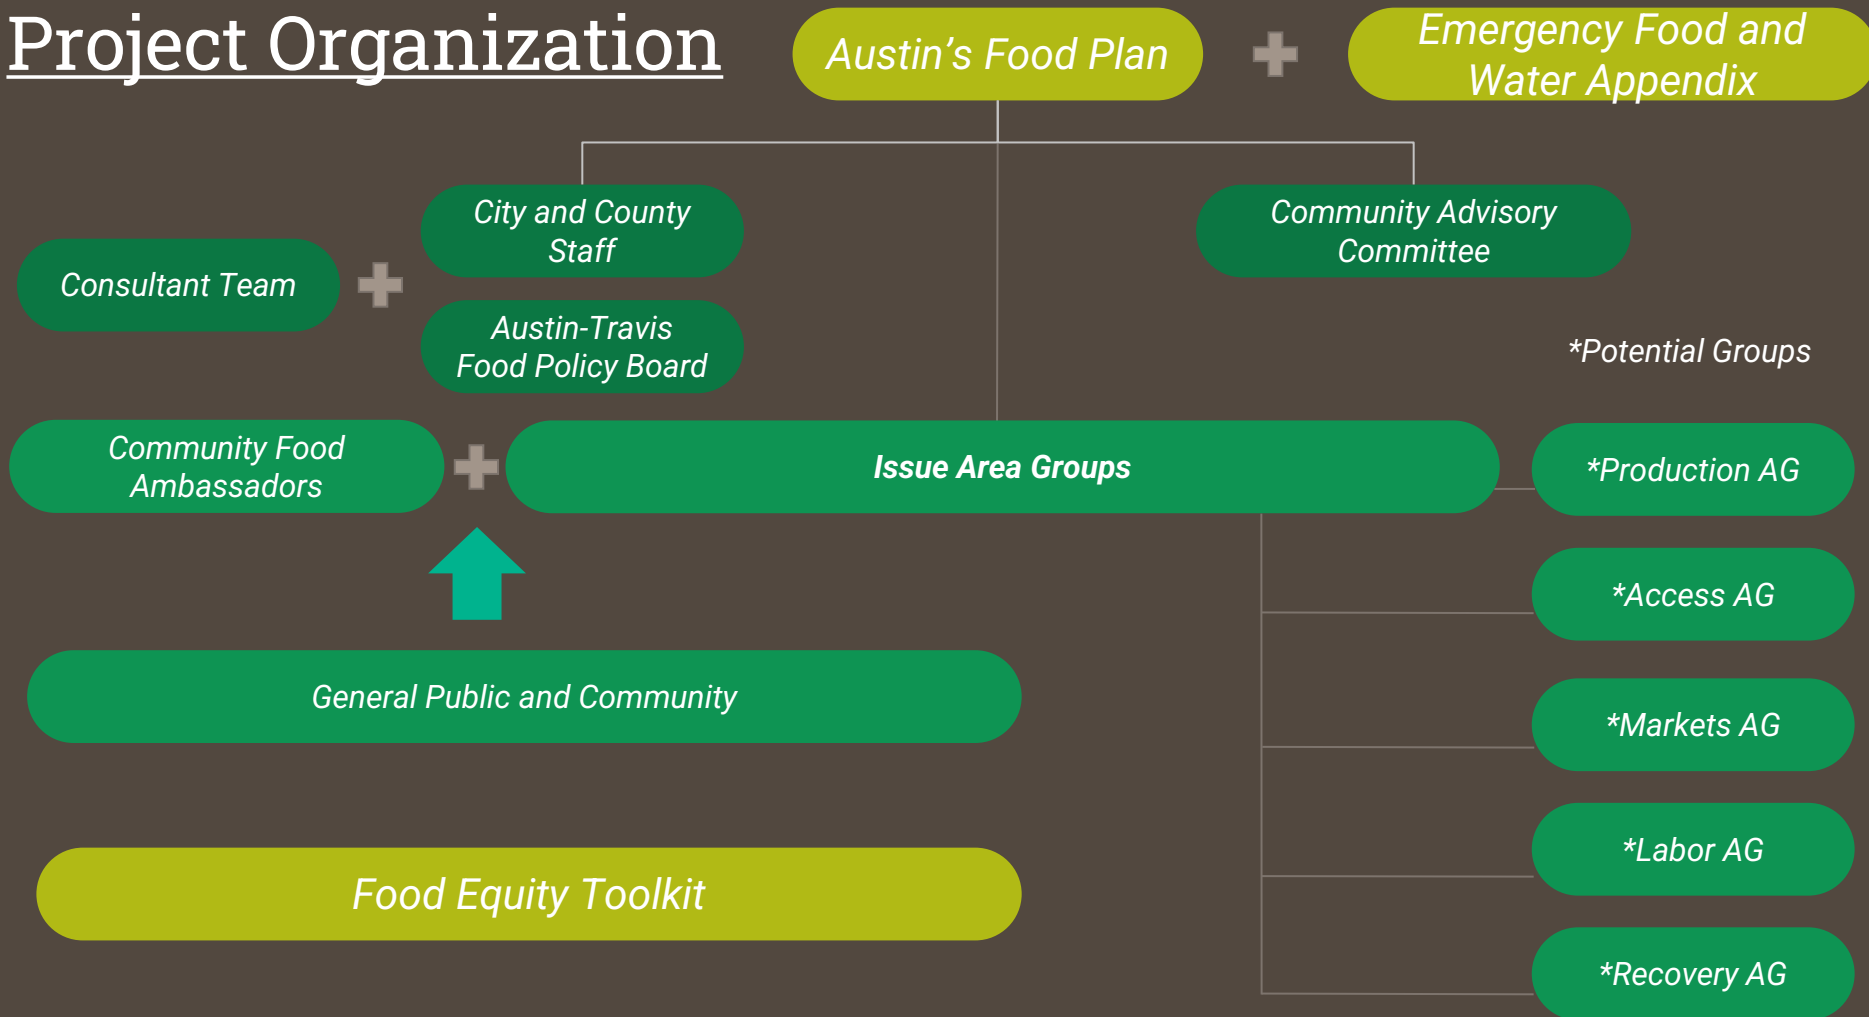 Project Organization
Austin's Food Plan
Emergency Food and
Water Appendix
City and County
Staff
Community Advisory
Committee
Consultant Team
Austin-Travis
Food Policy Board
*Potential Groups
Community Food
Ambassadors
Issue Area Groups
*Production AG
*Access AG
General Public and Community
*Markets AG
*Labor AG
Food Equity Toolkit
*Recovery AG